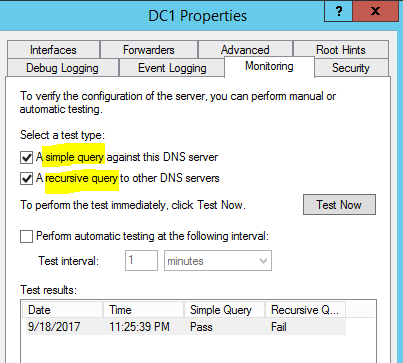 DC1 Properties
?
x
Interfaces Forwarders Advanced Root Hints
Debug Logging Event Logging Monitoring Security
To verify the configuration of the server, you can perform manual or
automatic testing.
Select a test type:
A simple query against this DNS server
A recursive query to other DNS servers
To perform the test immediately, click Test Now. Test Now
Perform automatic testing at the following interval:
Test interval: 1 minutes
Test results:
Date Time Simple Query Recursive Q...
9/18/2017 11:25:39 PM Pass Fail